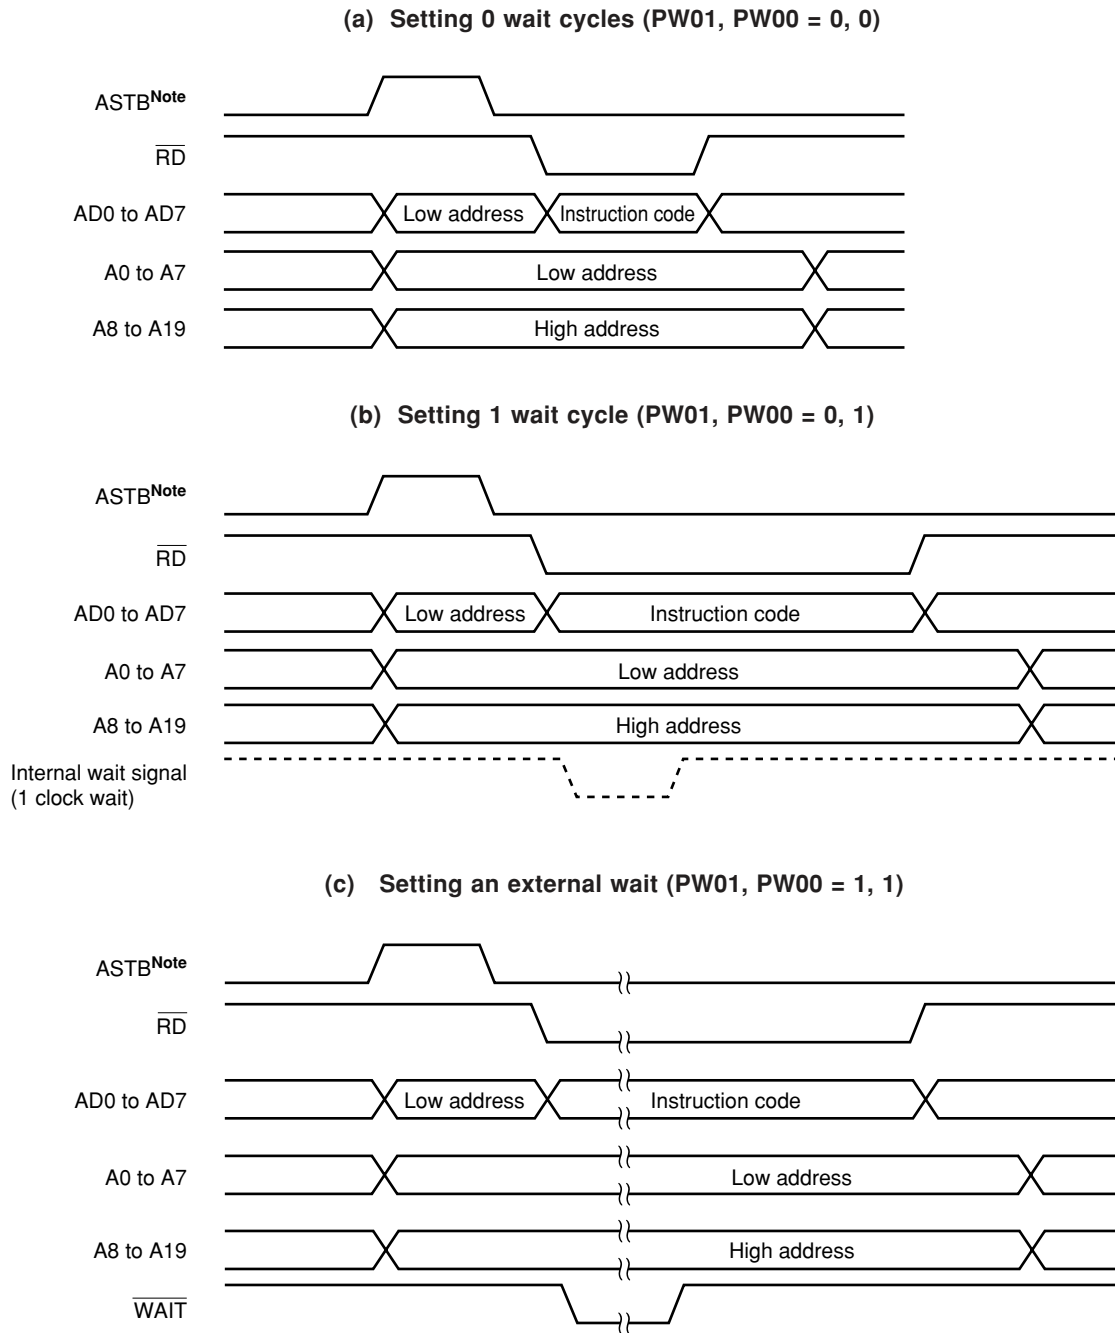 (a) Setting 0 wait cycles (PW01, PW00 = 0, 0)
ASTBNote
RD
AD0 to AD7 Low address Instruction code
A0 to A7 Low address
A8 to A19 High address
(b) Setting 1 wait cycle (PW01, PW00 = 0, 1)
ASTBNote
RD
AD0 to AD7 Low address Instruction code
A0 to A7 Low address
A8 to A19 High address
Internal wait signal
(1 clock wait)
(c) Setting an external wait (PW01, PW00 = 1, 1)
ASTBNote
RD
AD0 to AD7 Low address Instruction code
A0 to A7 Low address
A8 to A19 High address
WAIT